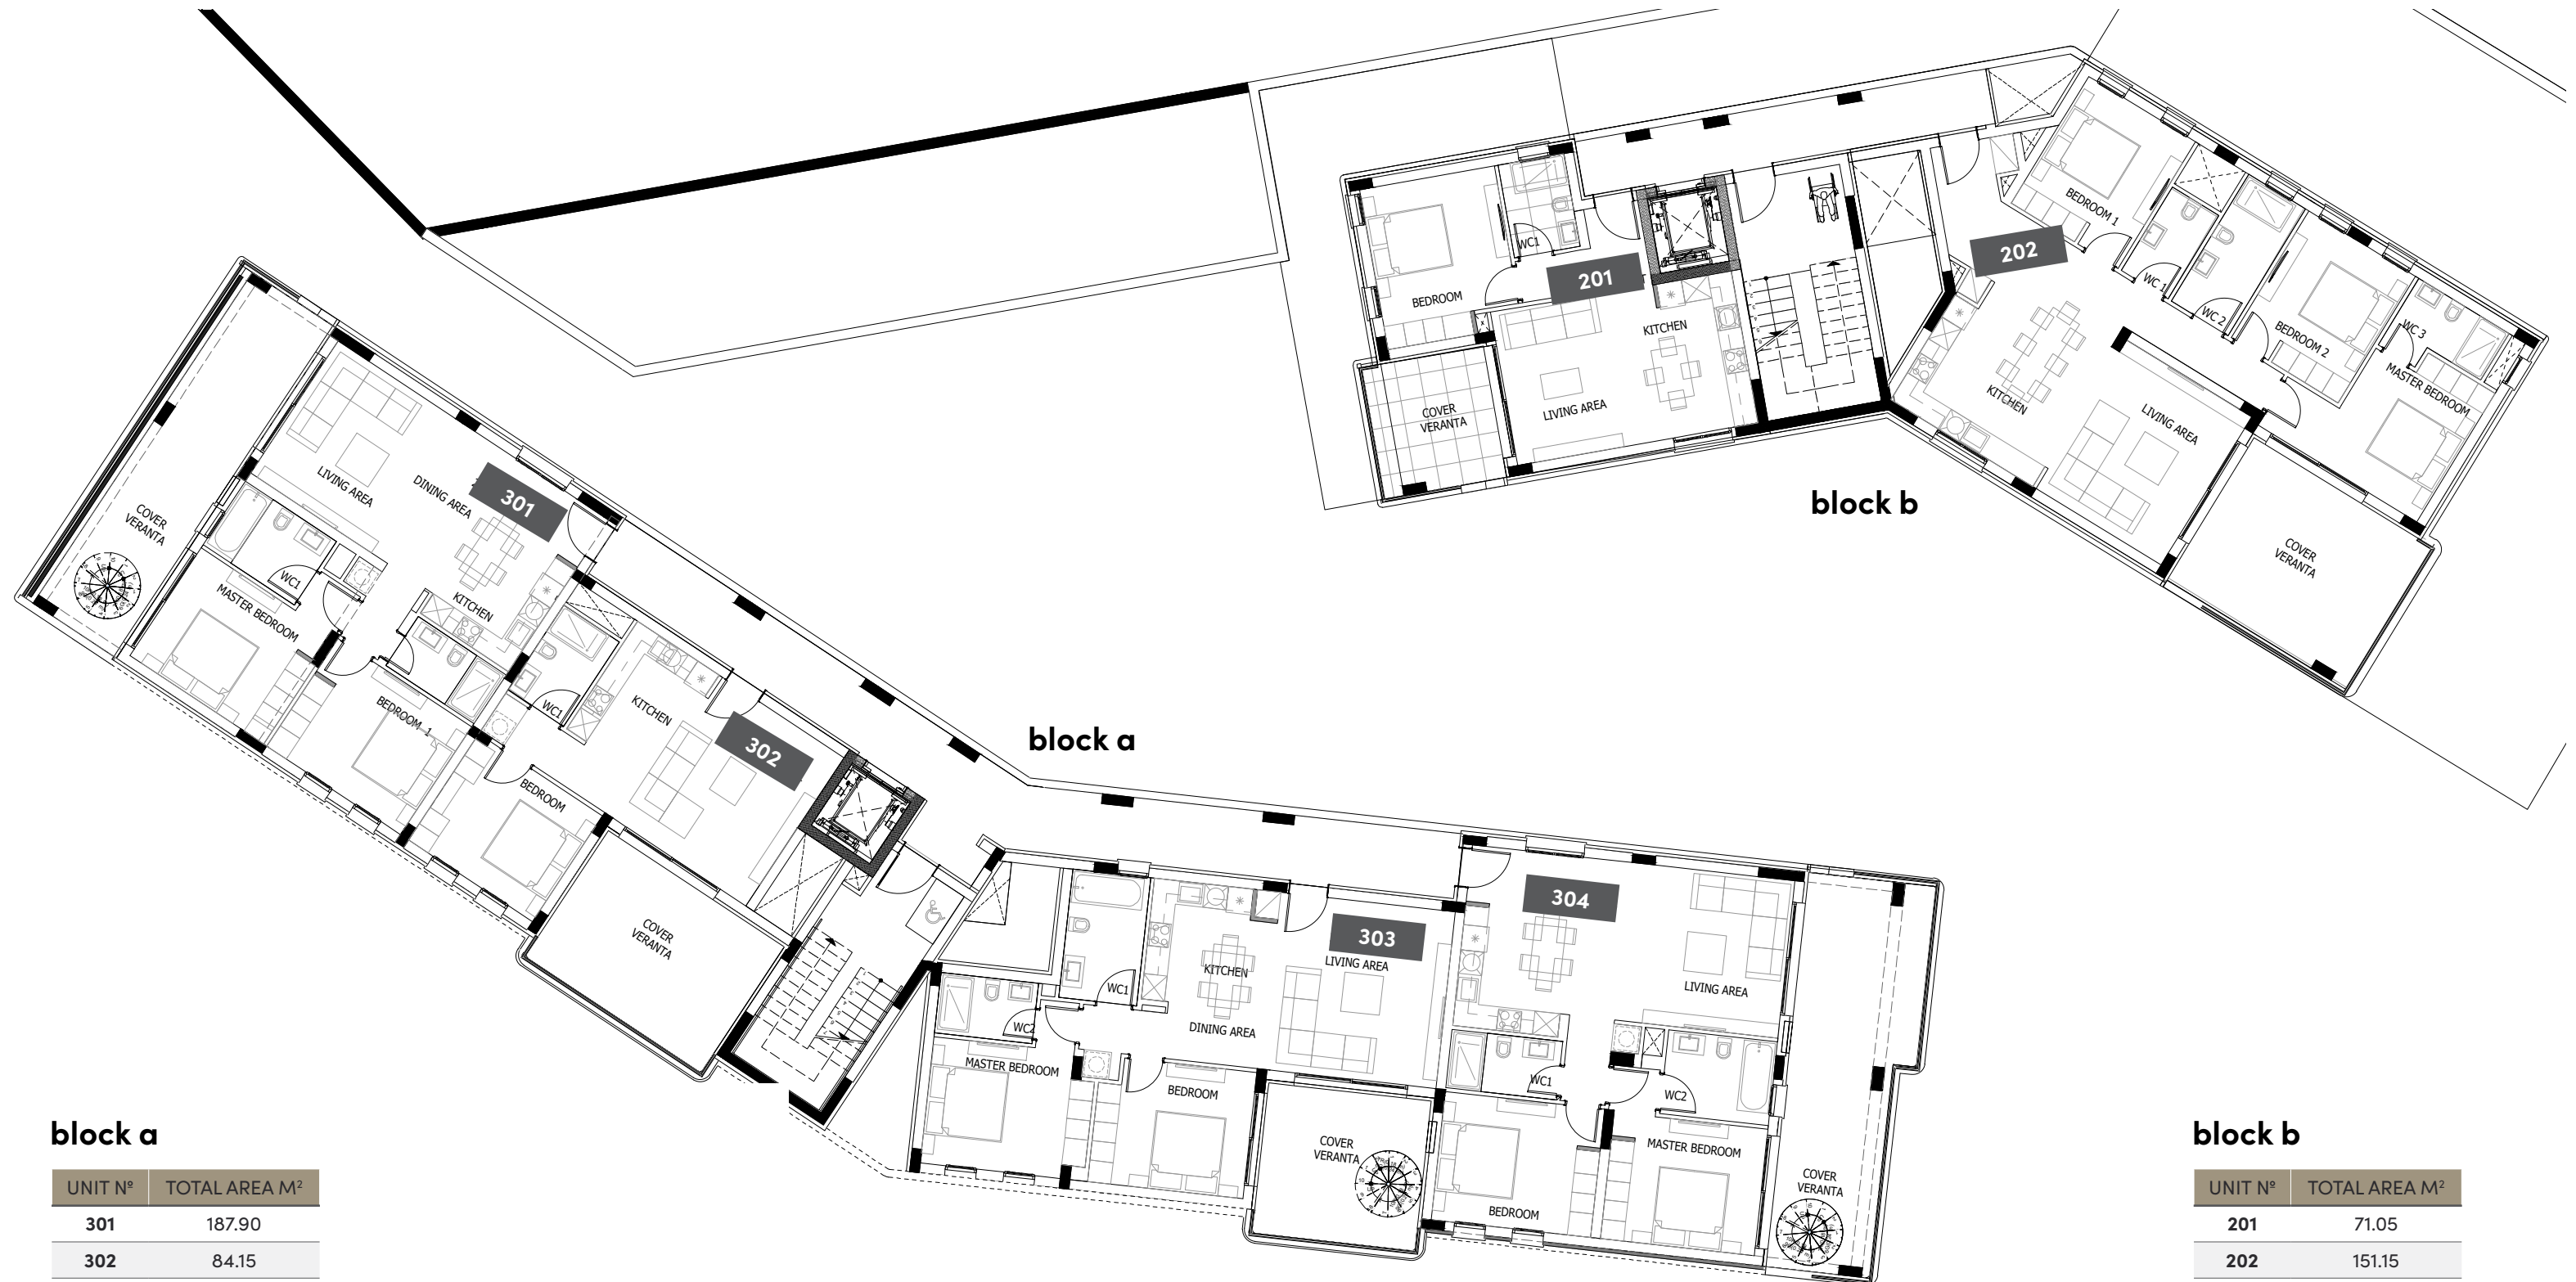 WC1
BEDROOM
201
KITCHEN
LIVING AREA
COVER
VERANTA
BEDROOM 1
202
WC 1
WC 2
BEDROOM 2
WC 3
MASTER BEDROOM
KITCHEN
LIVING AREA
COVER
VERANTA
block b
LIVING AREA
DINING AREA
301
COVER
VERANTA
WC1
MASTER BEDROOM
KITCHEN
BEDROOM 1
WC1
KITCHEN
302
BEDROOM
COVER
VERANTA
block a
303
LIVING AREA
KITCHEN
WC1
DINING AREA
WC2
MASTER BEDROOM
BEDROOM
COVER
VERANTA
304
LIVING AREA
WC1
WC2
MASTER BEDROOM
BEDROOM
COVER
VERANTA
block a
UNIT Nº TOTAL AREA M²
301 187.90
302 84.15
block b
UNIT Nº TOTAL AREA M²
201 71.05
202 151.15